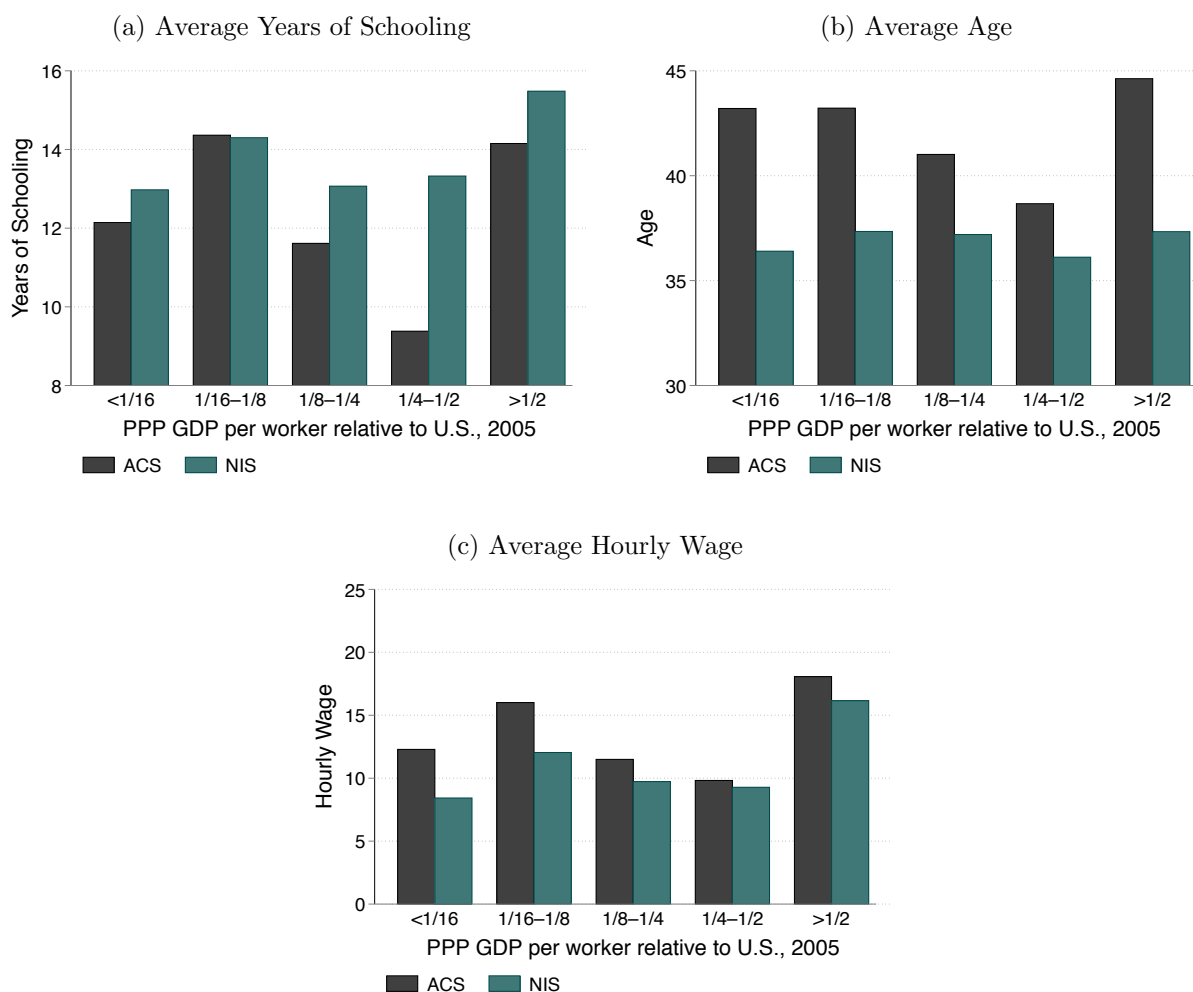 (a) Average Years of Schooling
16
14
12
10
8
Years of Schooling
<1/16 1/16–1/8 1/8–1/4 1/4–1/2 >1/2
PPP GDP per worker relative to U.S., 2005
ACS NIS
(b) Average Age
45
40
35
30
Age
<1/16 1/16–1/8 1/8–1/4 1/4–1/2 >1/2
PPP GDP per worker relative to U.S., 2005
ACS NIS
(c) Average Hourly Wage
25
20
15
10
5
0
Hourly Wage
<1/16 1/16–1/8 1/8–1/4 1/4–1/2 >1/2
PPP GDP per worker relative to U.S., 2005
ACS NIS